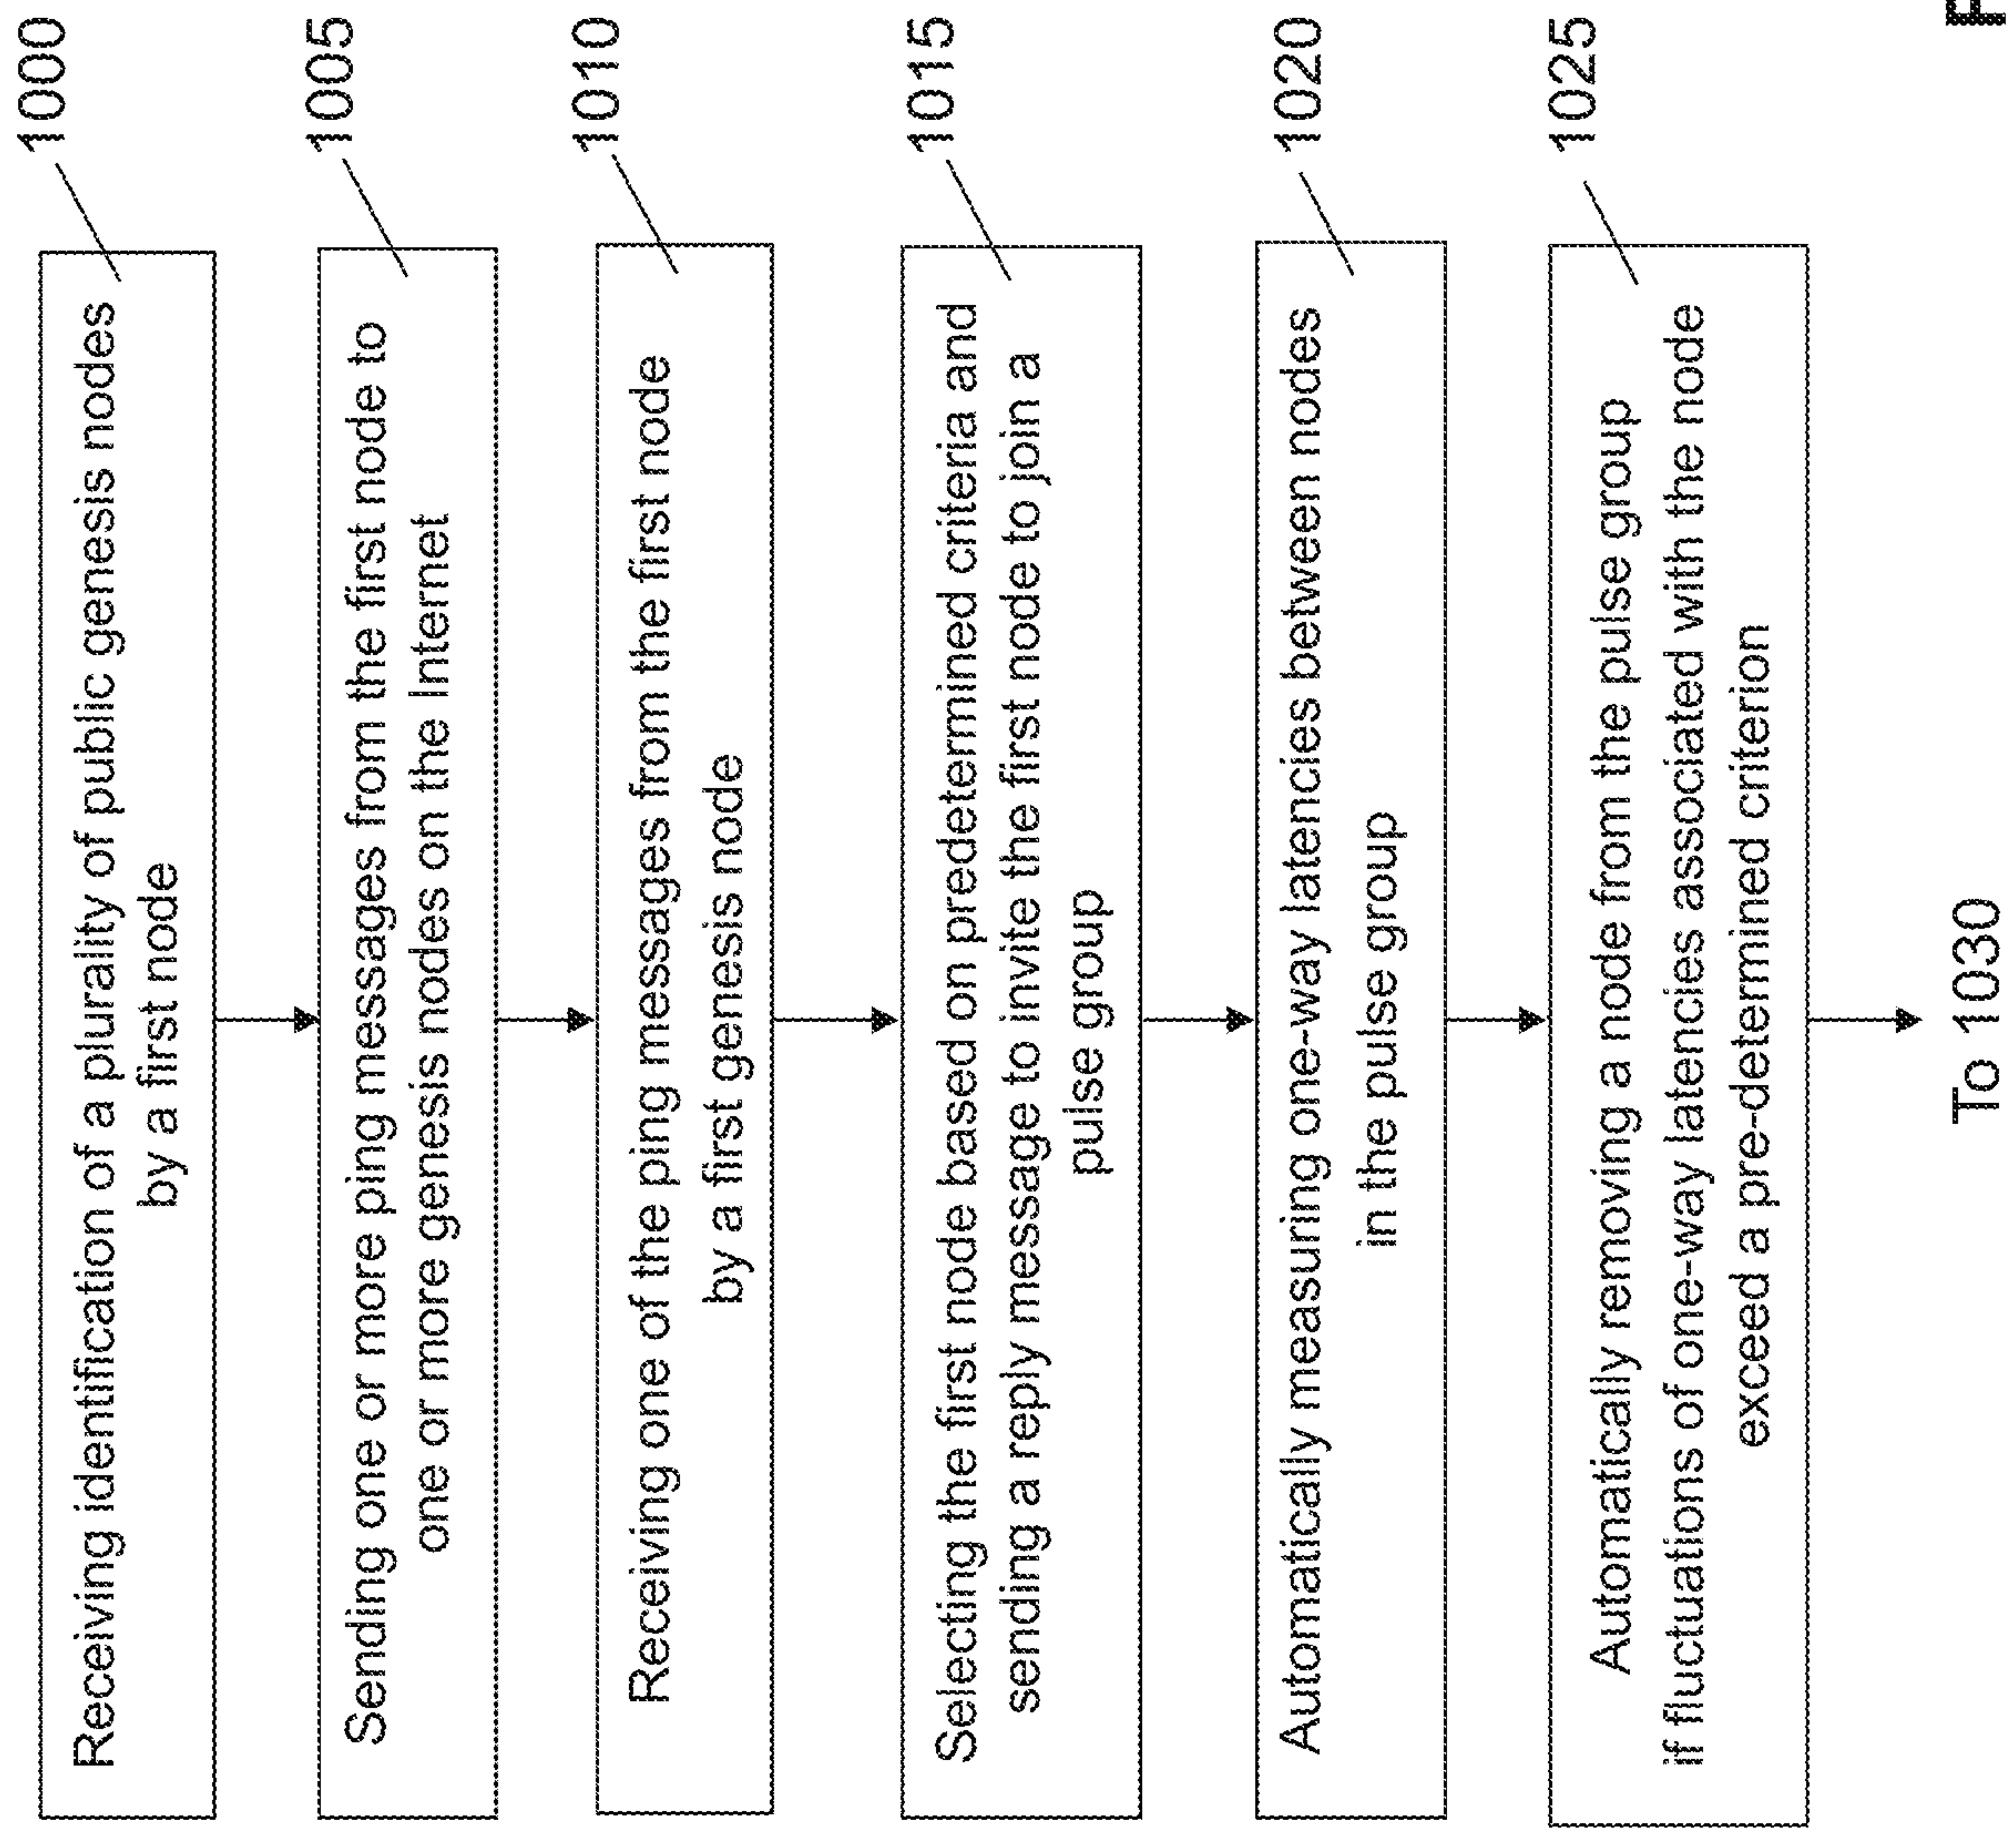 Receiving identification of a plurality of public genesis nodes
by a first node
1000
Sending one or more ping messages from the first node to
one or more genesis nodes on the Internet
1005
Receiving one of the ping messages from the first node
by a first genesis node
1010
Selecting the first node based on predetermined criteria and
sending a reply message to invite the first node to join a
pulse group
1015
Automatically measuring one-way latencies between nodes
in the pulse group
1020
Automatically removing a node from the pulse group
if fluctuations of one-way latencies associated with the node
exceed a pre-determined criterion
1025
To 1030